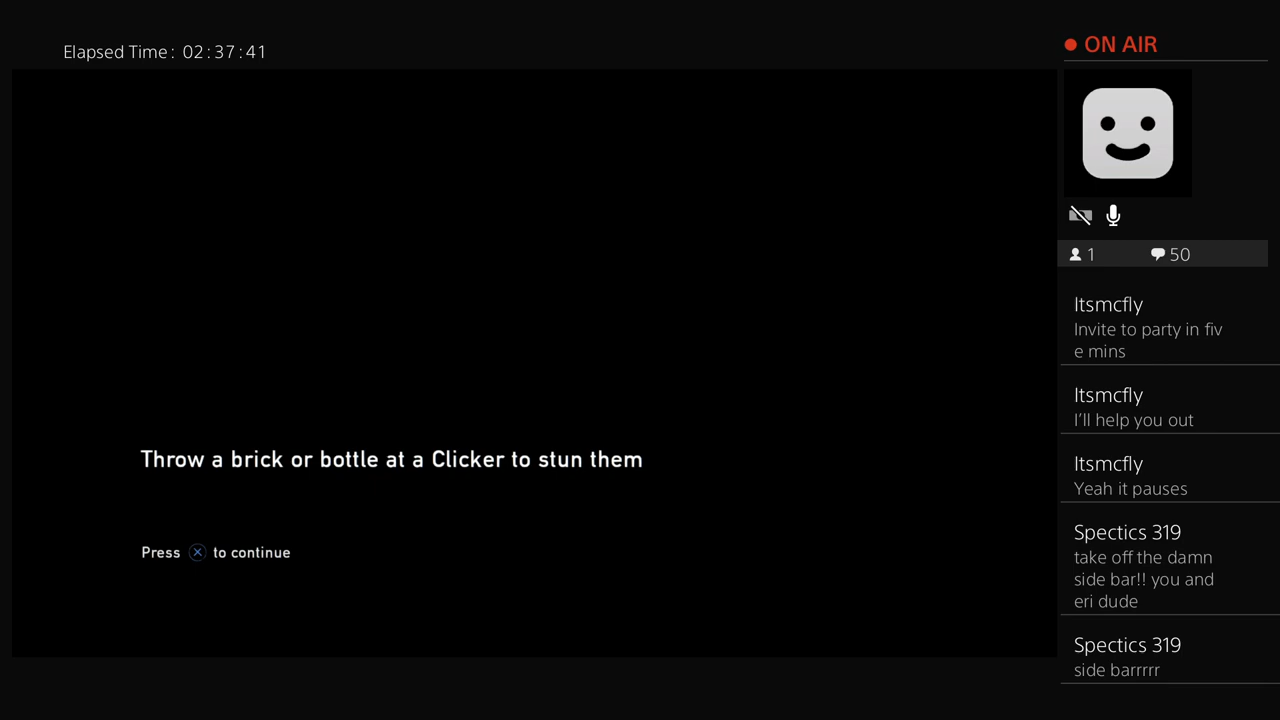 Elapsed Time: 02:37:41
ON AIR
1 50
Itsmcfly
Invite to party in fiv
e mins
Itsmcfly
I'll help you out
Itsmcfly
Yeah it pauses
Spectics 319
take off the damn
side bar!! you and
eri dude
Spectics 319
side barrrrr
Throw a brick or bottle at a Clicker to stun them
Press X to continue